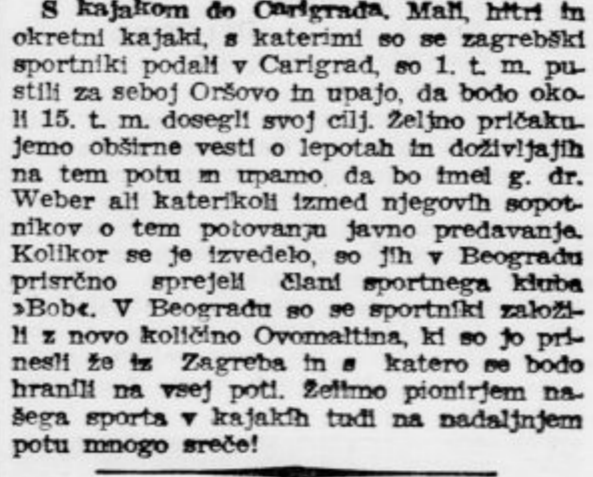 S kajakom do Carigrada. Mali, hitri in
okretni kajaki, s katerimi so se zagrebški
sportniki podali v Carigrad, so 1. t. m. pu-
stili za seboj Oršovo in upajo, da bodo oko-
li 15. t. m. dosegli svoj cilj. Željno pričaku-
jemo obširne vesti o lepotah in doživljajih
na tem potu in upamo, da bo imel g. dr.
Weber ali katerikoli izmed njegovih sopot-
nikov o tem potovanju javno predavanje.
Kolikor se je izvedelo, so jih v Beogradu
prisrčno sprejeli člani sportnega kluba
»Bob«. V Beogradu so se sportniki založi-
li z novo količino Ovomaltina, ki so jo pri-
nesli že iz Zagreba in s katero se bodo
hranili na vsej poti. Želimo pionirjem na-
šega sporta v kajakih tudi na nadaljnjem
potu mnogo sreče!